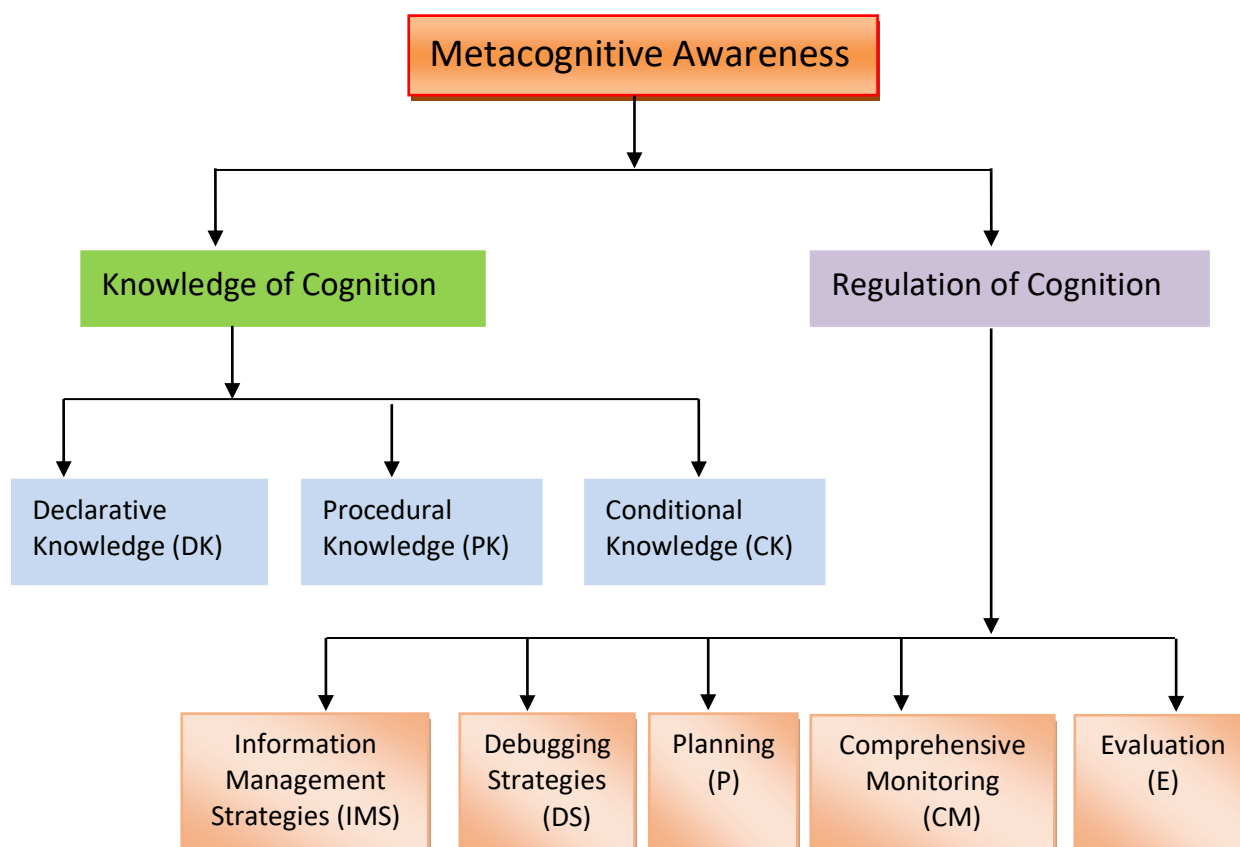 Metacognitive Awareness
Knowledge of Cognition
Regulation of Cognition
Declarative
Knowledge (DK)
Procedural
Knowledge (PK)
Conditional
Knowledge (CK)
Information
Management
Strategies (IMS)
Debugging
Strategies
(DS)
Planning
(P)
Comprehensive
Monitoring
(CM)
Evaluation
(E)